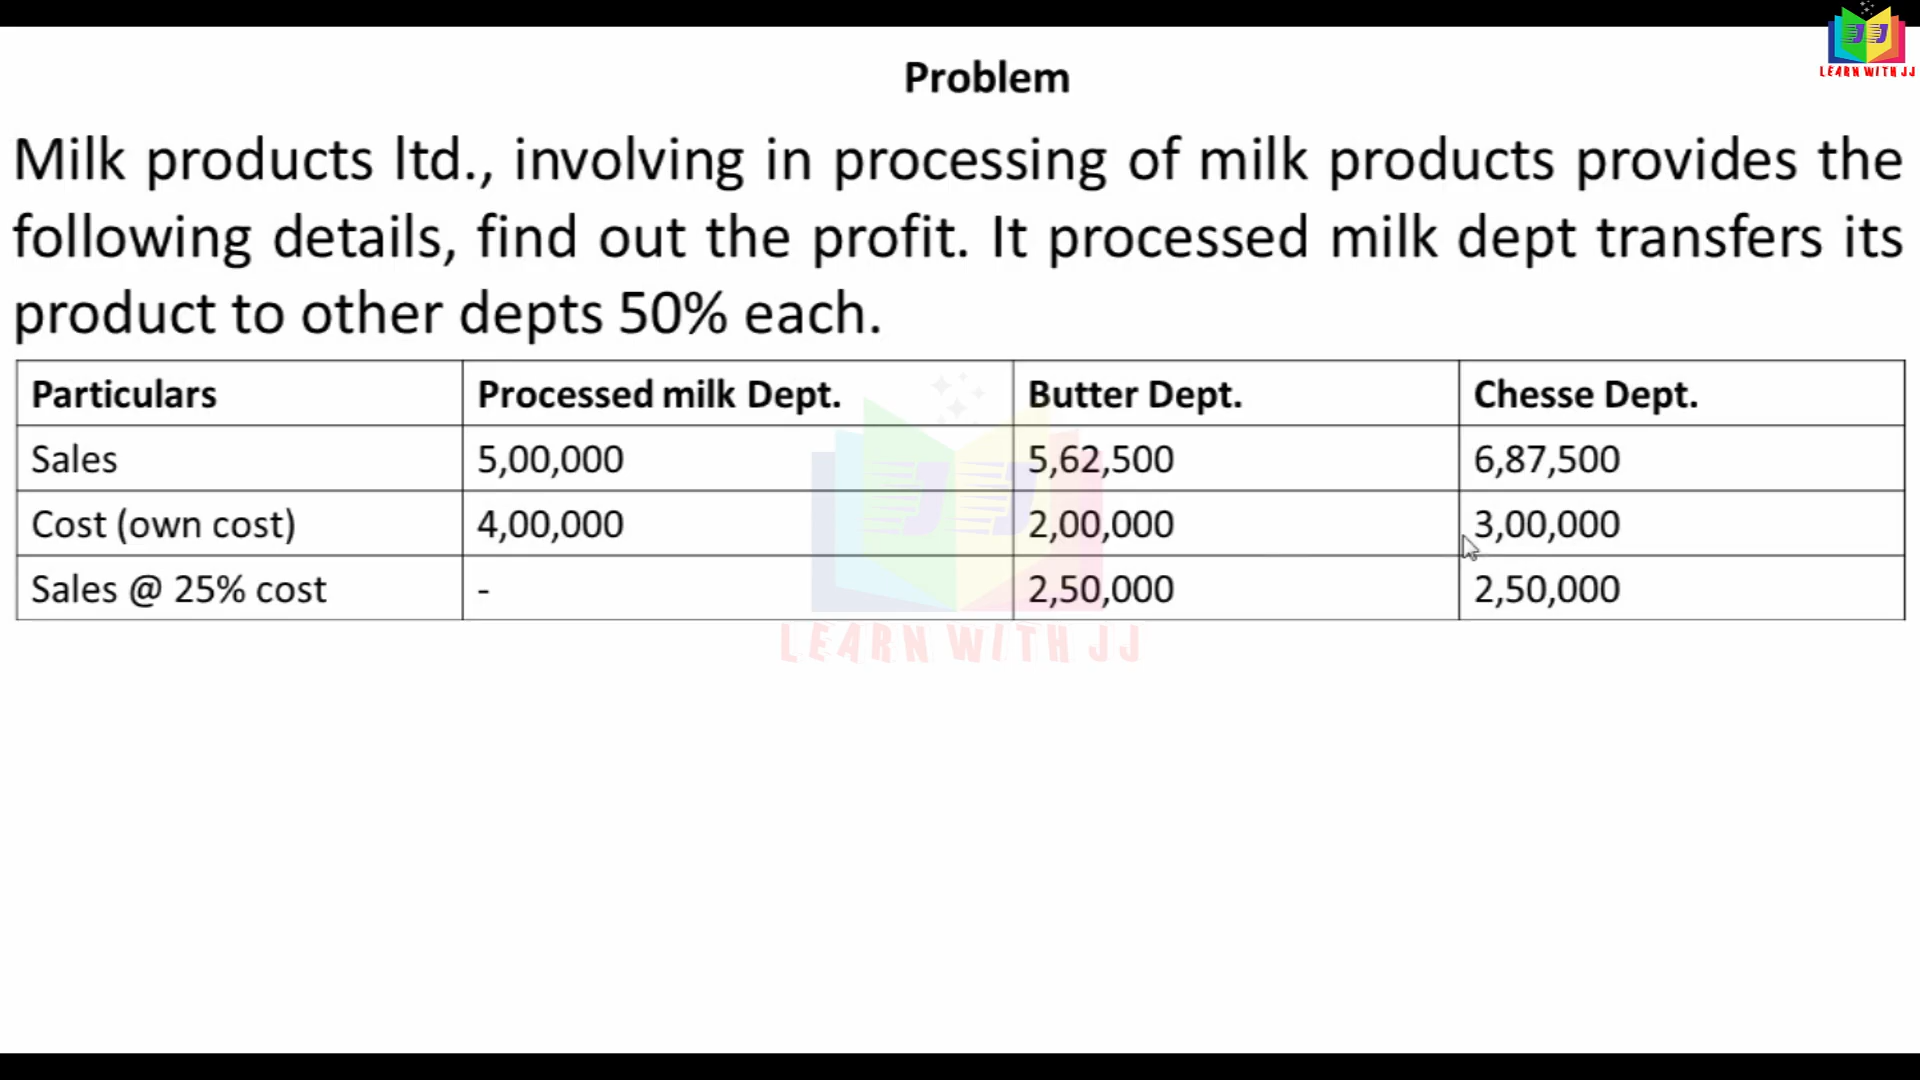 LEARN WITH JJ
Problem
Milk products ltd., involving in processing of milk products provides the
following details, find out the profit. It processed milk dept transfers its
product to other depts 50% each.
Particulars Processed milk Dept. Butter Dept. Chesse Dept.
Sales 5,00,000 5,62,500 6,87,500
Cost (own cost) 4,00,000 2,00,000 3,00,000
Sales @ 25% cost - 2,50,000 2,50,000
LEARN WITH JJ